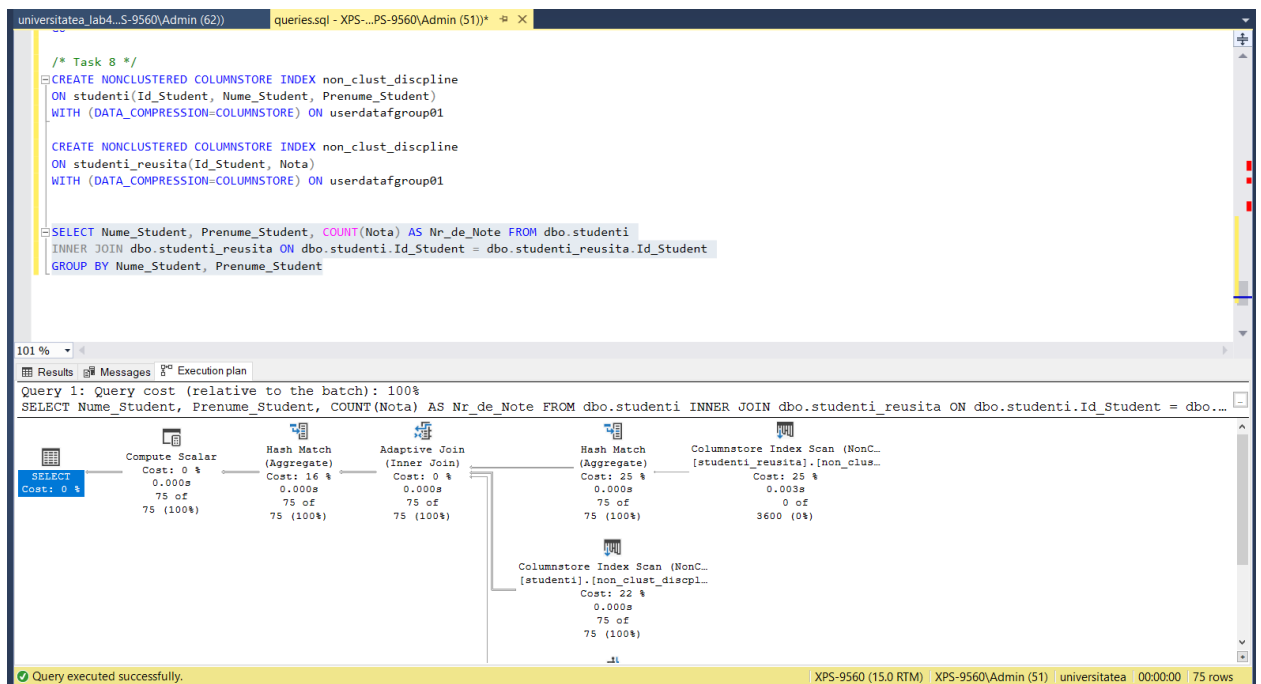 universitatea_lab4...S-9560\Admin (62))
queries.sql - XPS-...PS-9560\Admin (51))*
/* Task 8 */
CREATE NONCLUSTERED COLUMNSTORE INDEX non_clust_discpline
ON studenti(Id_Student, Nume_Student, Prenume_Student)
WITH (DATA_COMPRESSION=COLUMNSTORE) ON userdatafgroup01
CREATE NONCLUSTERED COLUMNSTORE INDEX non_clust_discpline
ON studenti_reusita(Id_Student, Nota)
WITH (DATA_COMPRESSION=COLUMNSTORE) ON userdatafgroup01
SELECT Nume_Student, Prenume_Student, COUNT(Nota) AS Nr_de_Note FROM dbo.studenti
INNER JOIN dbo.studenti_reusita ON dbo.studenti.Id_Student = dbo.studenti_reusita.Id_Student
GROUP BY Nume_Student, Prenume_Student
101 %
Results Messages Execution plan
Query 1: Query cost (relative to the batch): 100%
SELECT Nume_Student, Prenume_Student, COUNT(Nota) AS Nr_de_Note FROM dbo.studenti INNER JOIN dbo.studenti_reusita ON dbo.studenti.Id_Student = dbo....
SELECT
Cost: 0 %
Compute Scalar
Cost: 0 %
0.000s
75 of
75 (100%)
Hash Match
(Aggregate)
Cost: 16 %
0.000s
75 of
75 (100%)
Adaptive Join
(Inner Join)
Cost: 0 %
0.000s
75 of
75 (100%)
Hash Match
(Aggregate)
Cost: 25 %
0.000s
75 of
75 (100%)
Columnstore Index Scan (NonC...
[studenti_reusita].[non_clus...
Cost: 25 %
0.003s
0 of
3600 (0%)
Columnstore Index Scan (NonC...
[studenti].[non_clust_discpl...
Cost: 22 %
0.000s
75 of
75 (100%)
Query executed successfully.
XPS-9560 (15.0 RTM) XPS-9560\Admin (51) universitatea 00:00:00 75 rows